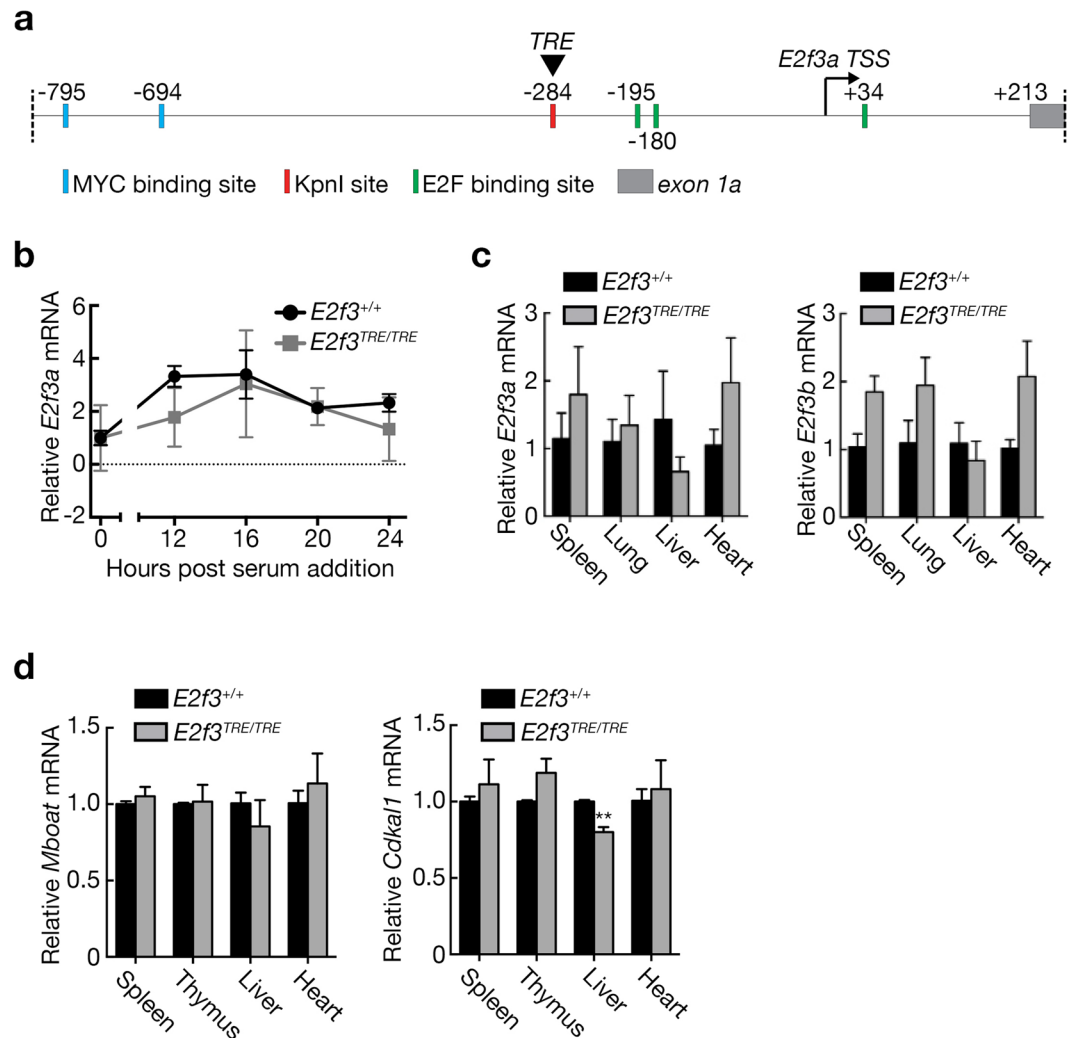 a
TRE
E2f3a TSS
-795 -694 -284 -195 +34 +213
-180
MYC binding site KpnI site E2F binding site exon 1a
b
Relative E2f3a mRNA
6
4
2
0
-2
E2f3+/+
E2f3TRE/TRE
0 12 16 20 24
Hours post serum addition
c
E2f3+/+
E2f3TRE/TRE
Relative E2f3a mRNA
3
2
1
0
Spleen Lung Liver Heart
E2f3+/+
E2f3TRE/TRE
Relative E2f3b mRNA
3
2
1
0
Spleen Lung Liver Heart
d
E2f3+/+
E2f3TRE/TRE
Relative Mboat mRNA
1.5
1.0
0.5
0
Spleen Thymus Liver Heart
E2f3+/+
E2f3TRE/TRE
Relative Cdkal1 mRNA
1.5
1.0
0.5
0
**
Spleen Thymus Liver Heart